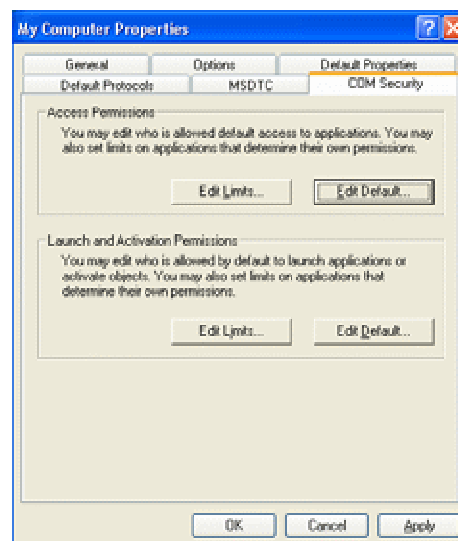 My Computer Properties
General Options Default Properties
Default Protocols MSDTC COM Security
Access Permissions
You may edit who is allowed default access to applications. You may
also set limits on applications that determine their own permissions.
Edit Limits... Edit Default...
Launch and Activation Permissions
You may edit who is allowed by default to launch applications or
activate objects. You may also set limits on applications that
determine their own permissions.
Edit Limits... Edit Default...
OK Cancel Apply